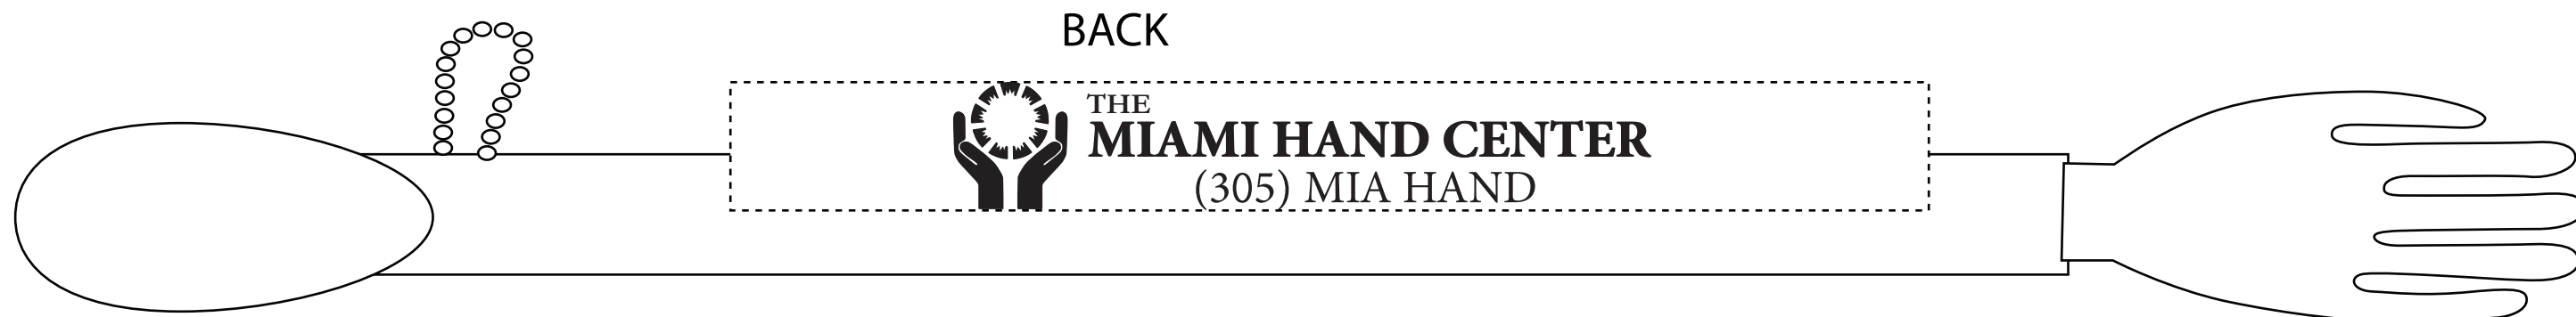 BACK
THE
MIAMI HAND CENTER
(305) MIA HAND